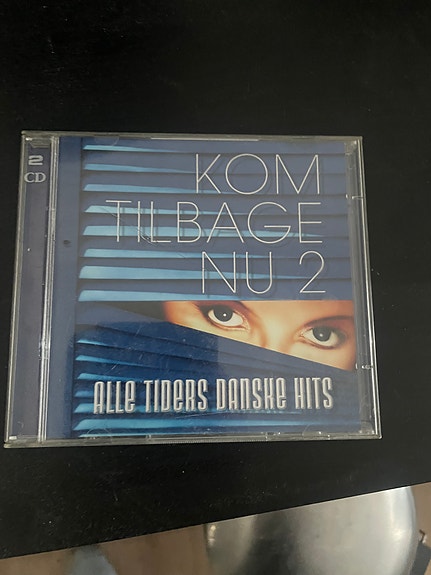 2
CD
KOM
TILBAGE
NU 2
ALLE TIDERS DANSKE HITS